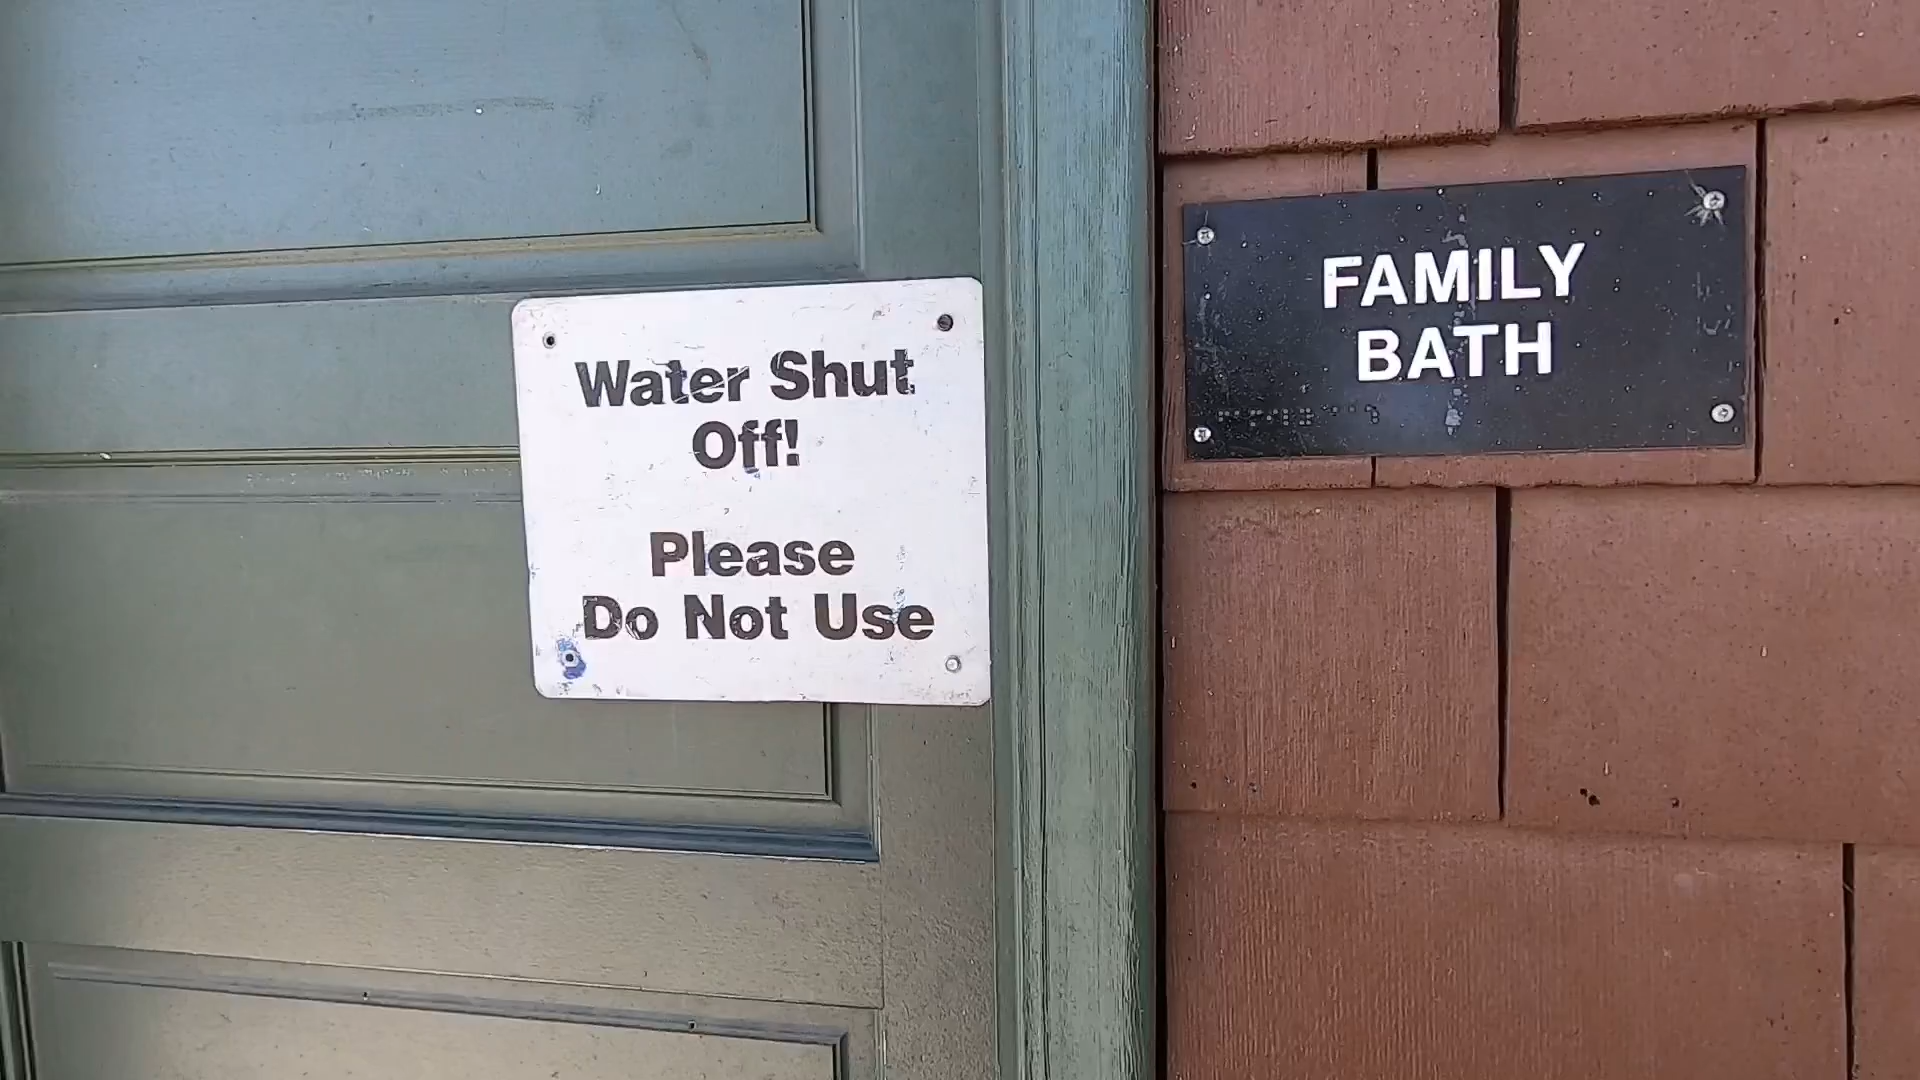 Water Shut
Off!
Please
Do Not Use
FAMILY
BATH